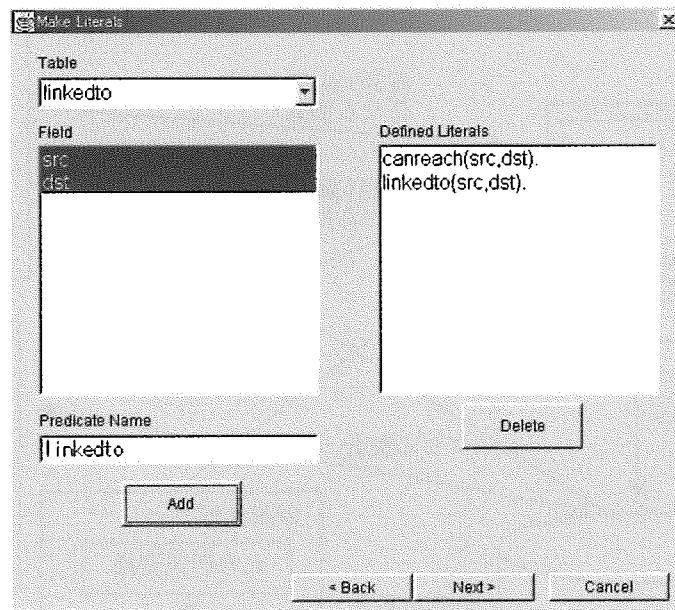 Make Literals
Table
linkedto
Field
src
dst
Defined Literals
canreach(src,dst).
linkedto(src,dst).
Predicate Name
linkedto
Delete
Add
< Back
Next >
Cancel